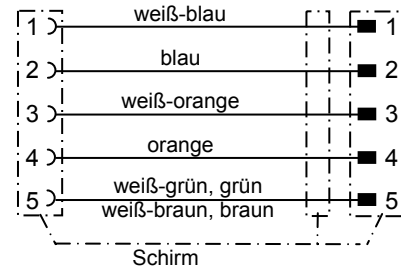 weiß-blau
1 1
blau
2 2
weiß-orange
3 3
orange
4 4
weiß-grün, grün
5 5
weiß-braun, braun
Schirm